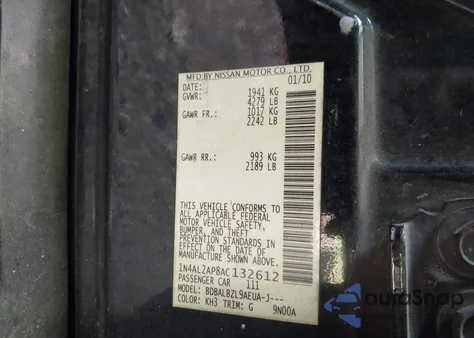 MFD.BY NISSAN MOTOR CO., LTD.
DATE: 01/10
GVWR: 1941 KG
4279 LB
GAWR FR.: 1017 KG
2242 LB
GAWR RR.: 993 KG
2189 LB
THIS VEHICLE CONFORMS TO
ALL APPLICABLE FEDERAL
MOTOR VEHICLE SAFETY,
BUMPER, AND THEFT
PREVENTION STANDARDS IN
EFFECT ON THE DATE OF
MANUFACTURE SHOWN ABOVE.
1N4AL2AP8AC132612
PASSENGER CAR 111
MODEL: BDBALBZL9AEUA-J---
COLOR: KH3 TRIM: G 9N00A
AutoSnap